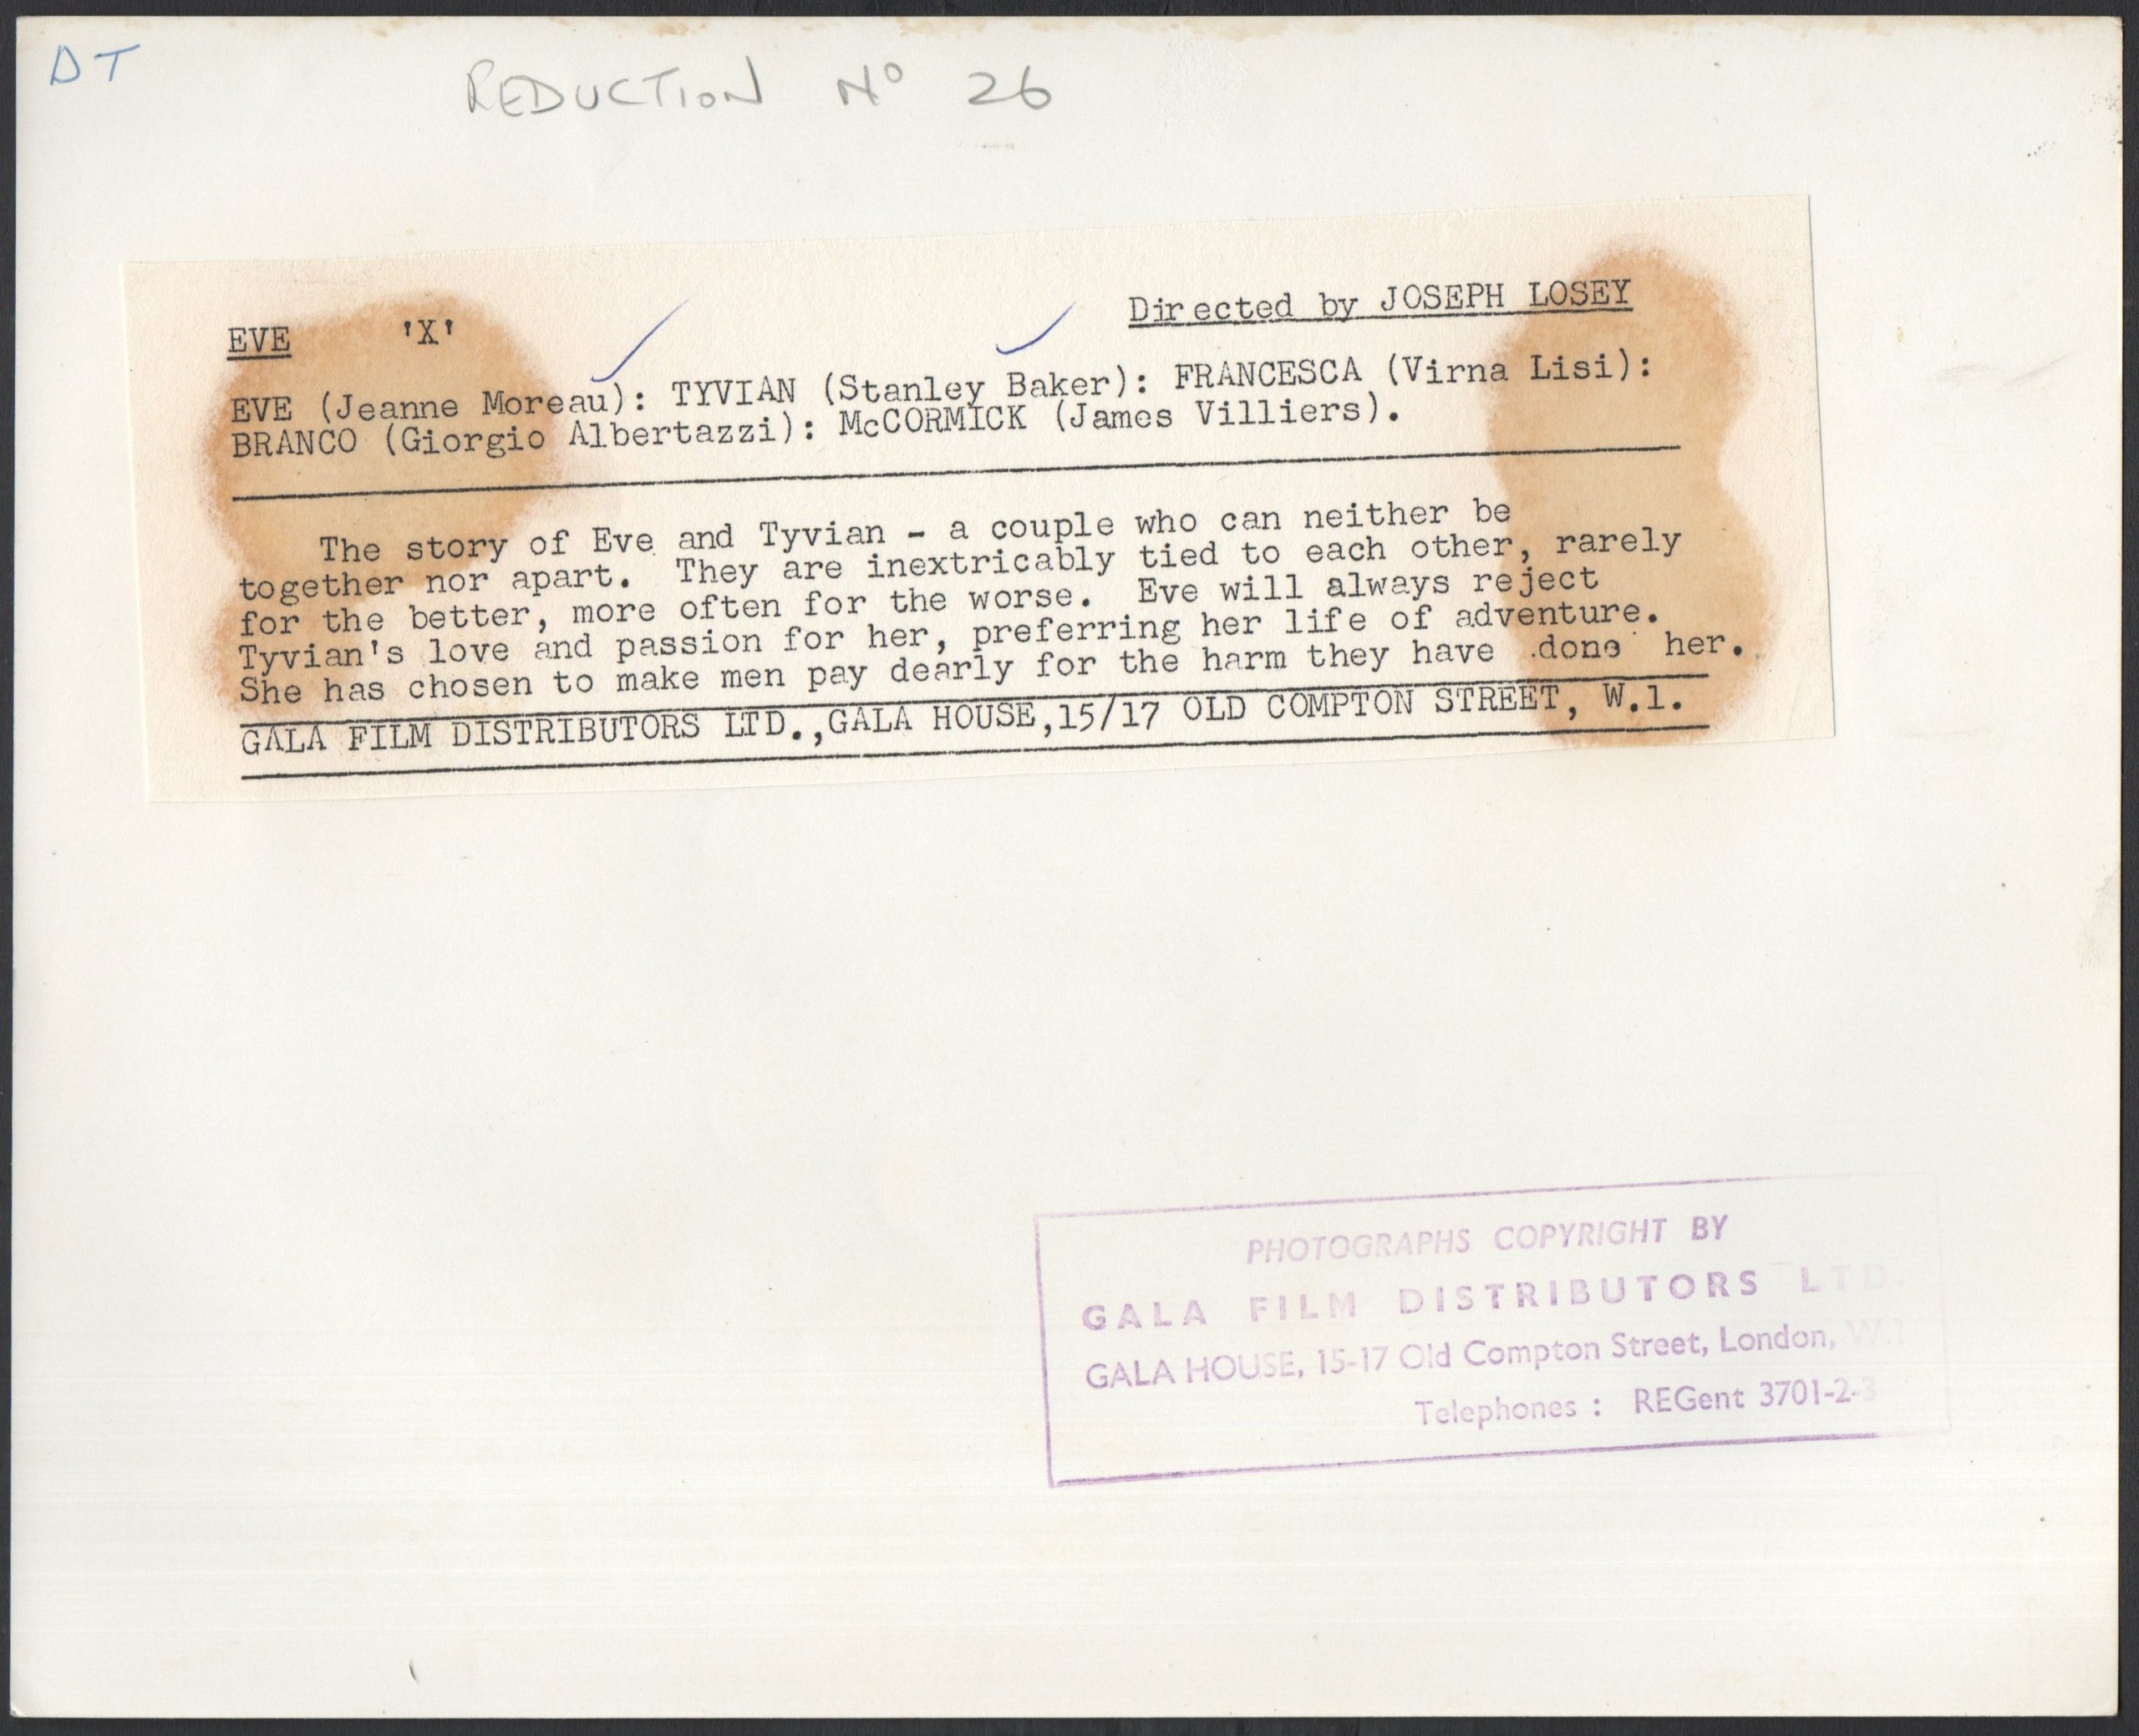 DT
REDUCTION Nº 26
EVE 'X' Directed by JOSEPH LOSEY
EVE (Jeanne Moreau): TYVIAN (Stanley Baker): FRANCESCA (Virna Lisi):
BRANCO (Giorgio Albertazzi): McCORMICK (James Villiers).
The story of Eve and Tyvian - a couple who can neither be
together nor apart. They are inextricably tied to each other, rarely
for the better, more often for the worse. Eve will always reject
Tyvian's love and passion for her, preferring her life of adventure.
She has chosen to make men pay dearly for the harm they have done her.
GALA FILM DISTRIBUTORS LTD.,GALA HOUSE,15/17 OLD COMPTON STREET, W.1.
PHOTOGRAPHS COPYRIGHT BY
GALA FILM DISTRIBUTORS LTD.
GALA HOUSE, 15-17 Old Compton Street, London, W.1
Telephones : REGent 3701-2-3